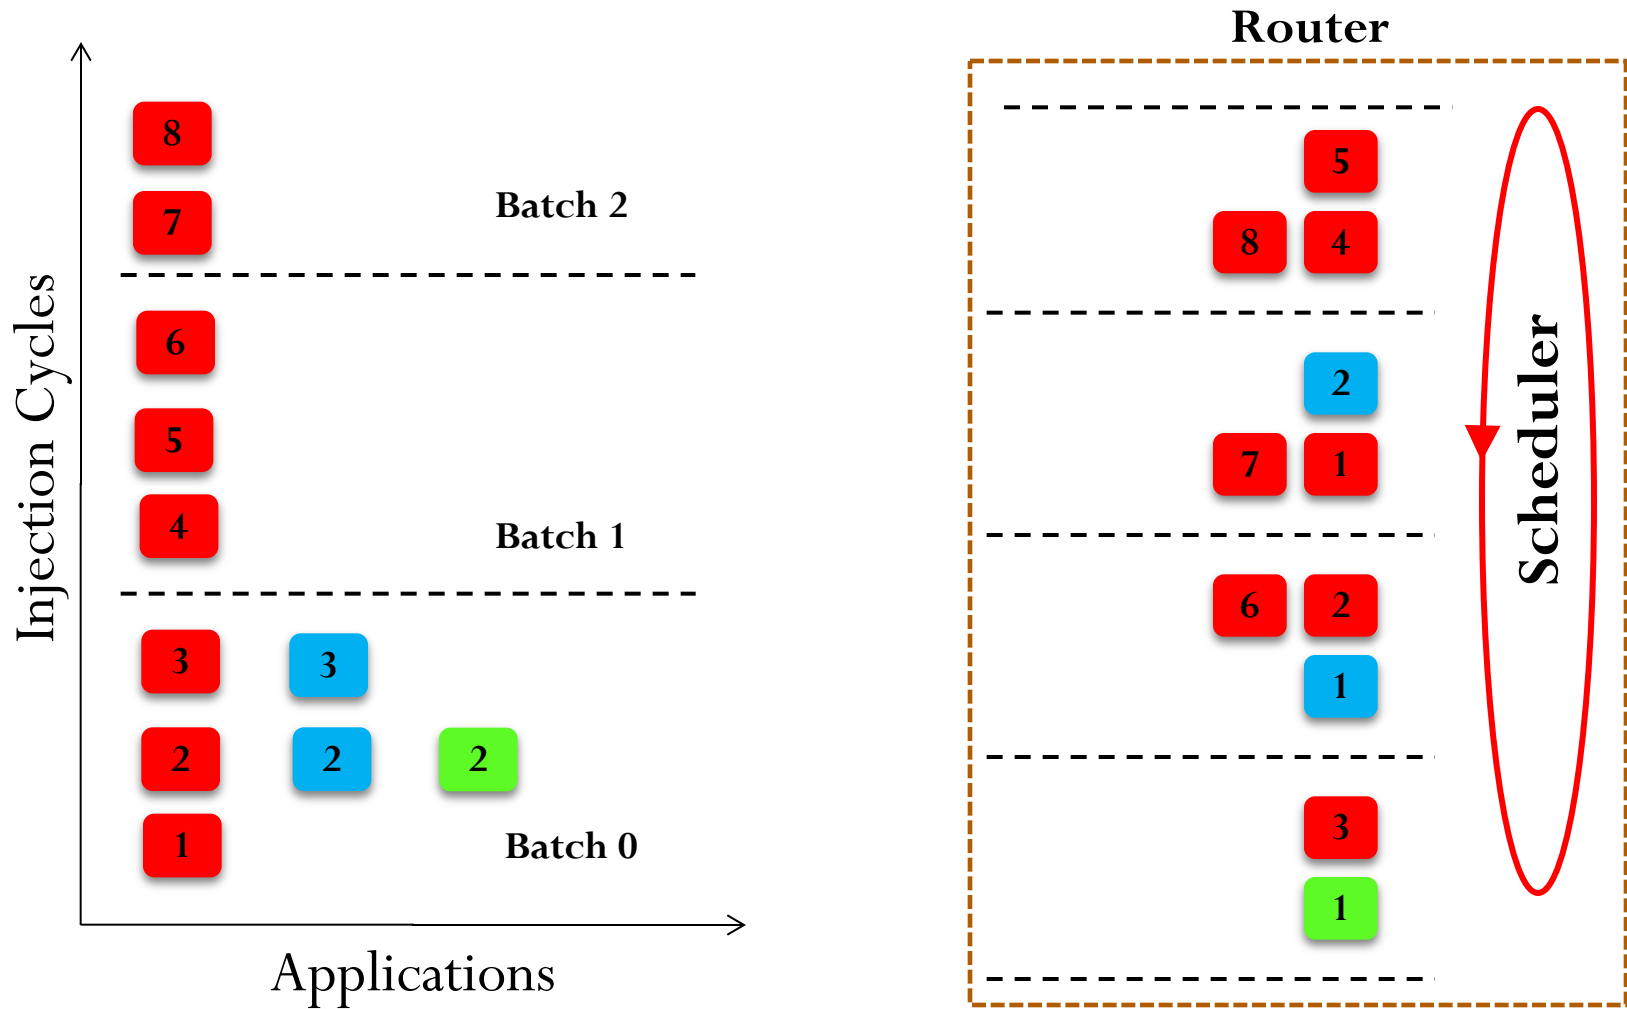 Injection Cycles
8
7
Batch 2
6
5
4
Batch 1
3 3
2 2 2
1
Batch 0
Applications
Router
5
8 4
2
7 1
6 2
1
3
1
Scheduler